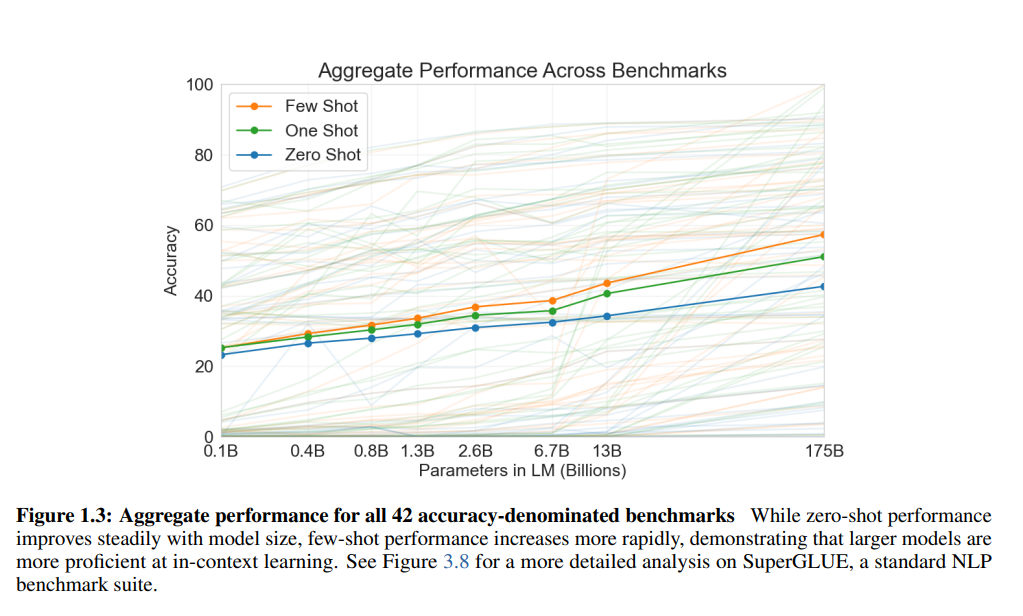 Aggregate Performance Across Benchmarks
100
80
60
40
20
0
Accuracy
Few Shot
One Shot
Zero Shot
0.1B 0.4B 0.8B 1.3B 2.6B 6.7B 13B 175B
Parameters in LM (Billions)
Figure 1.3: Aggregate performance for all 42 accuracy-denominated benchmarks While zero-shot performance
improves steadily with model size, few-shot performance increases more rapidly, demonstrating that larger models are
more proficient at in-context learning. See Figure 3.8 for a more detailed analysis on SuperGLUE, a standard NLP
benchmark suite.